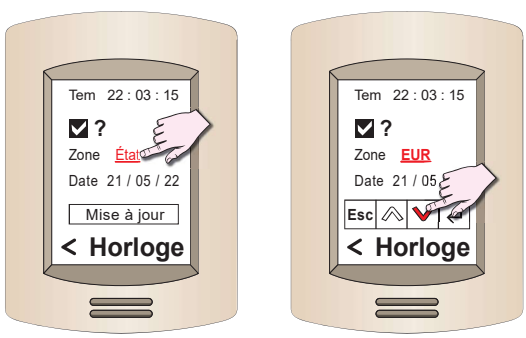 Tem 22 : 03 : 15
?
Zone État
Date 21 / 05 / 22
Mise à jour
< Horloge
Tem 22 : 03 : 15
?
Zone EUR
Date 21 / 05
Esc
< Horloge